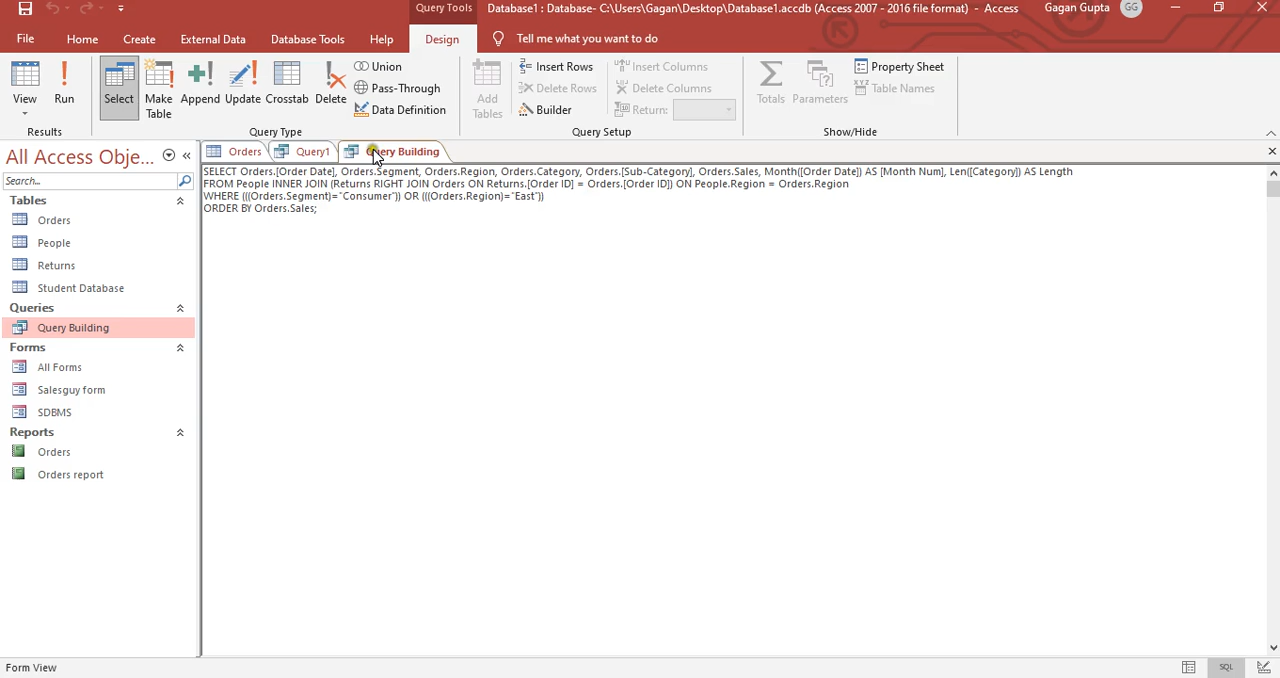 Query Tools
Database1 : Database- C:\Users\Gagan\Desktop\Database1.accdb (Access 2007 - 2016 file format) - Access
Gagan Gupta
GG
File
Home
Create
External Data
Database Tools
Help
Design
Tell me what you want to do
View
Run
Results
Select
Make
Table
Append
Update
Crosstab
Delete
Union
Pass-Through
Data Definition
Query Type
Add
Tables
Insert Rows
Delete Rows
Builder
Insert Columns
Delete Columns
Return:
Query Setup
Totals
Parameters
Property Sheet
Table Names
Show/Hide
All Access Obje...
Search...
Tables
Orders
People
Returns
Student Database
Queries
Query Building
Forms
All Forms
Salesguy form
SDBMS
Reports
Orders
Orders report
Orders
Query1
Query Building
SELECT Orders.[Order Date], Orders.Segment, Orders.Region, Orders.Category, Orders.[Sub-Category], Orders.Sales, Month([Order Date]) AS [Month Num], Len([Category]) AS Length
FROM People INNER JOIN (Returns RIGHT JOIN Orders ON Returns.[Order ID] = Orders.[Order ID]) ON People.Region = Orders.Region
WHERE (((Orders.Segment)="Consumer")) OR (((Orders.Region)="East"))
ORDER BY Orders.Sales;
Form View
SQL